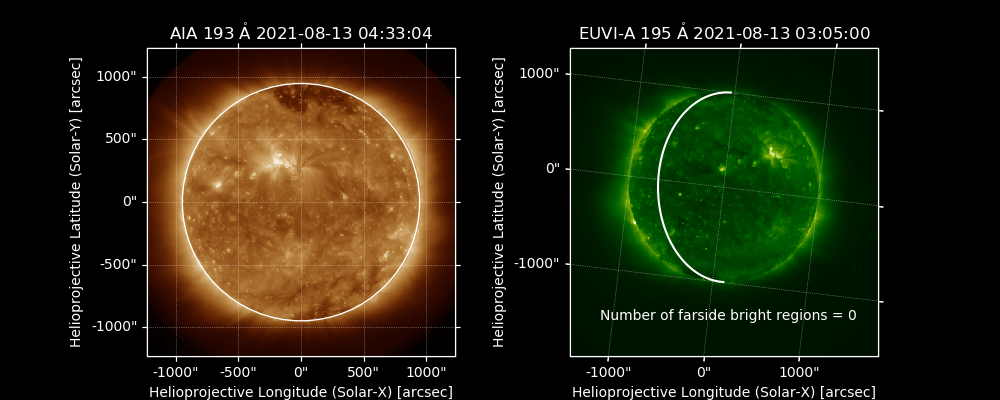 AIA 193 Å 2021-08-13 04:33:04
Helioprojective Latitude (Solar-Y) [arcsec]
1000"
500"
0"
-500"
-1000"
-1000"
-500"
0"
500"
1000"
Helioprojective Longitude (Solar-X) [arcsec]
EUVI-A 195 Å 2021-08-13 03:05:00
Helioprojective Latitude (Solar-Y) [arcsec]
1000"
0"
-1000"
Number of farside bright regions = 0
-1000"
0"
1000"
Helioprojective Longitude (Solar-X) [arcsec]